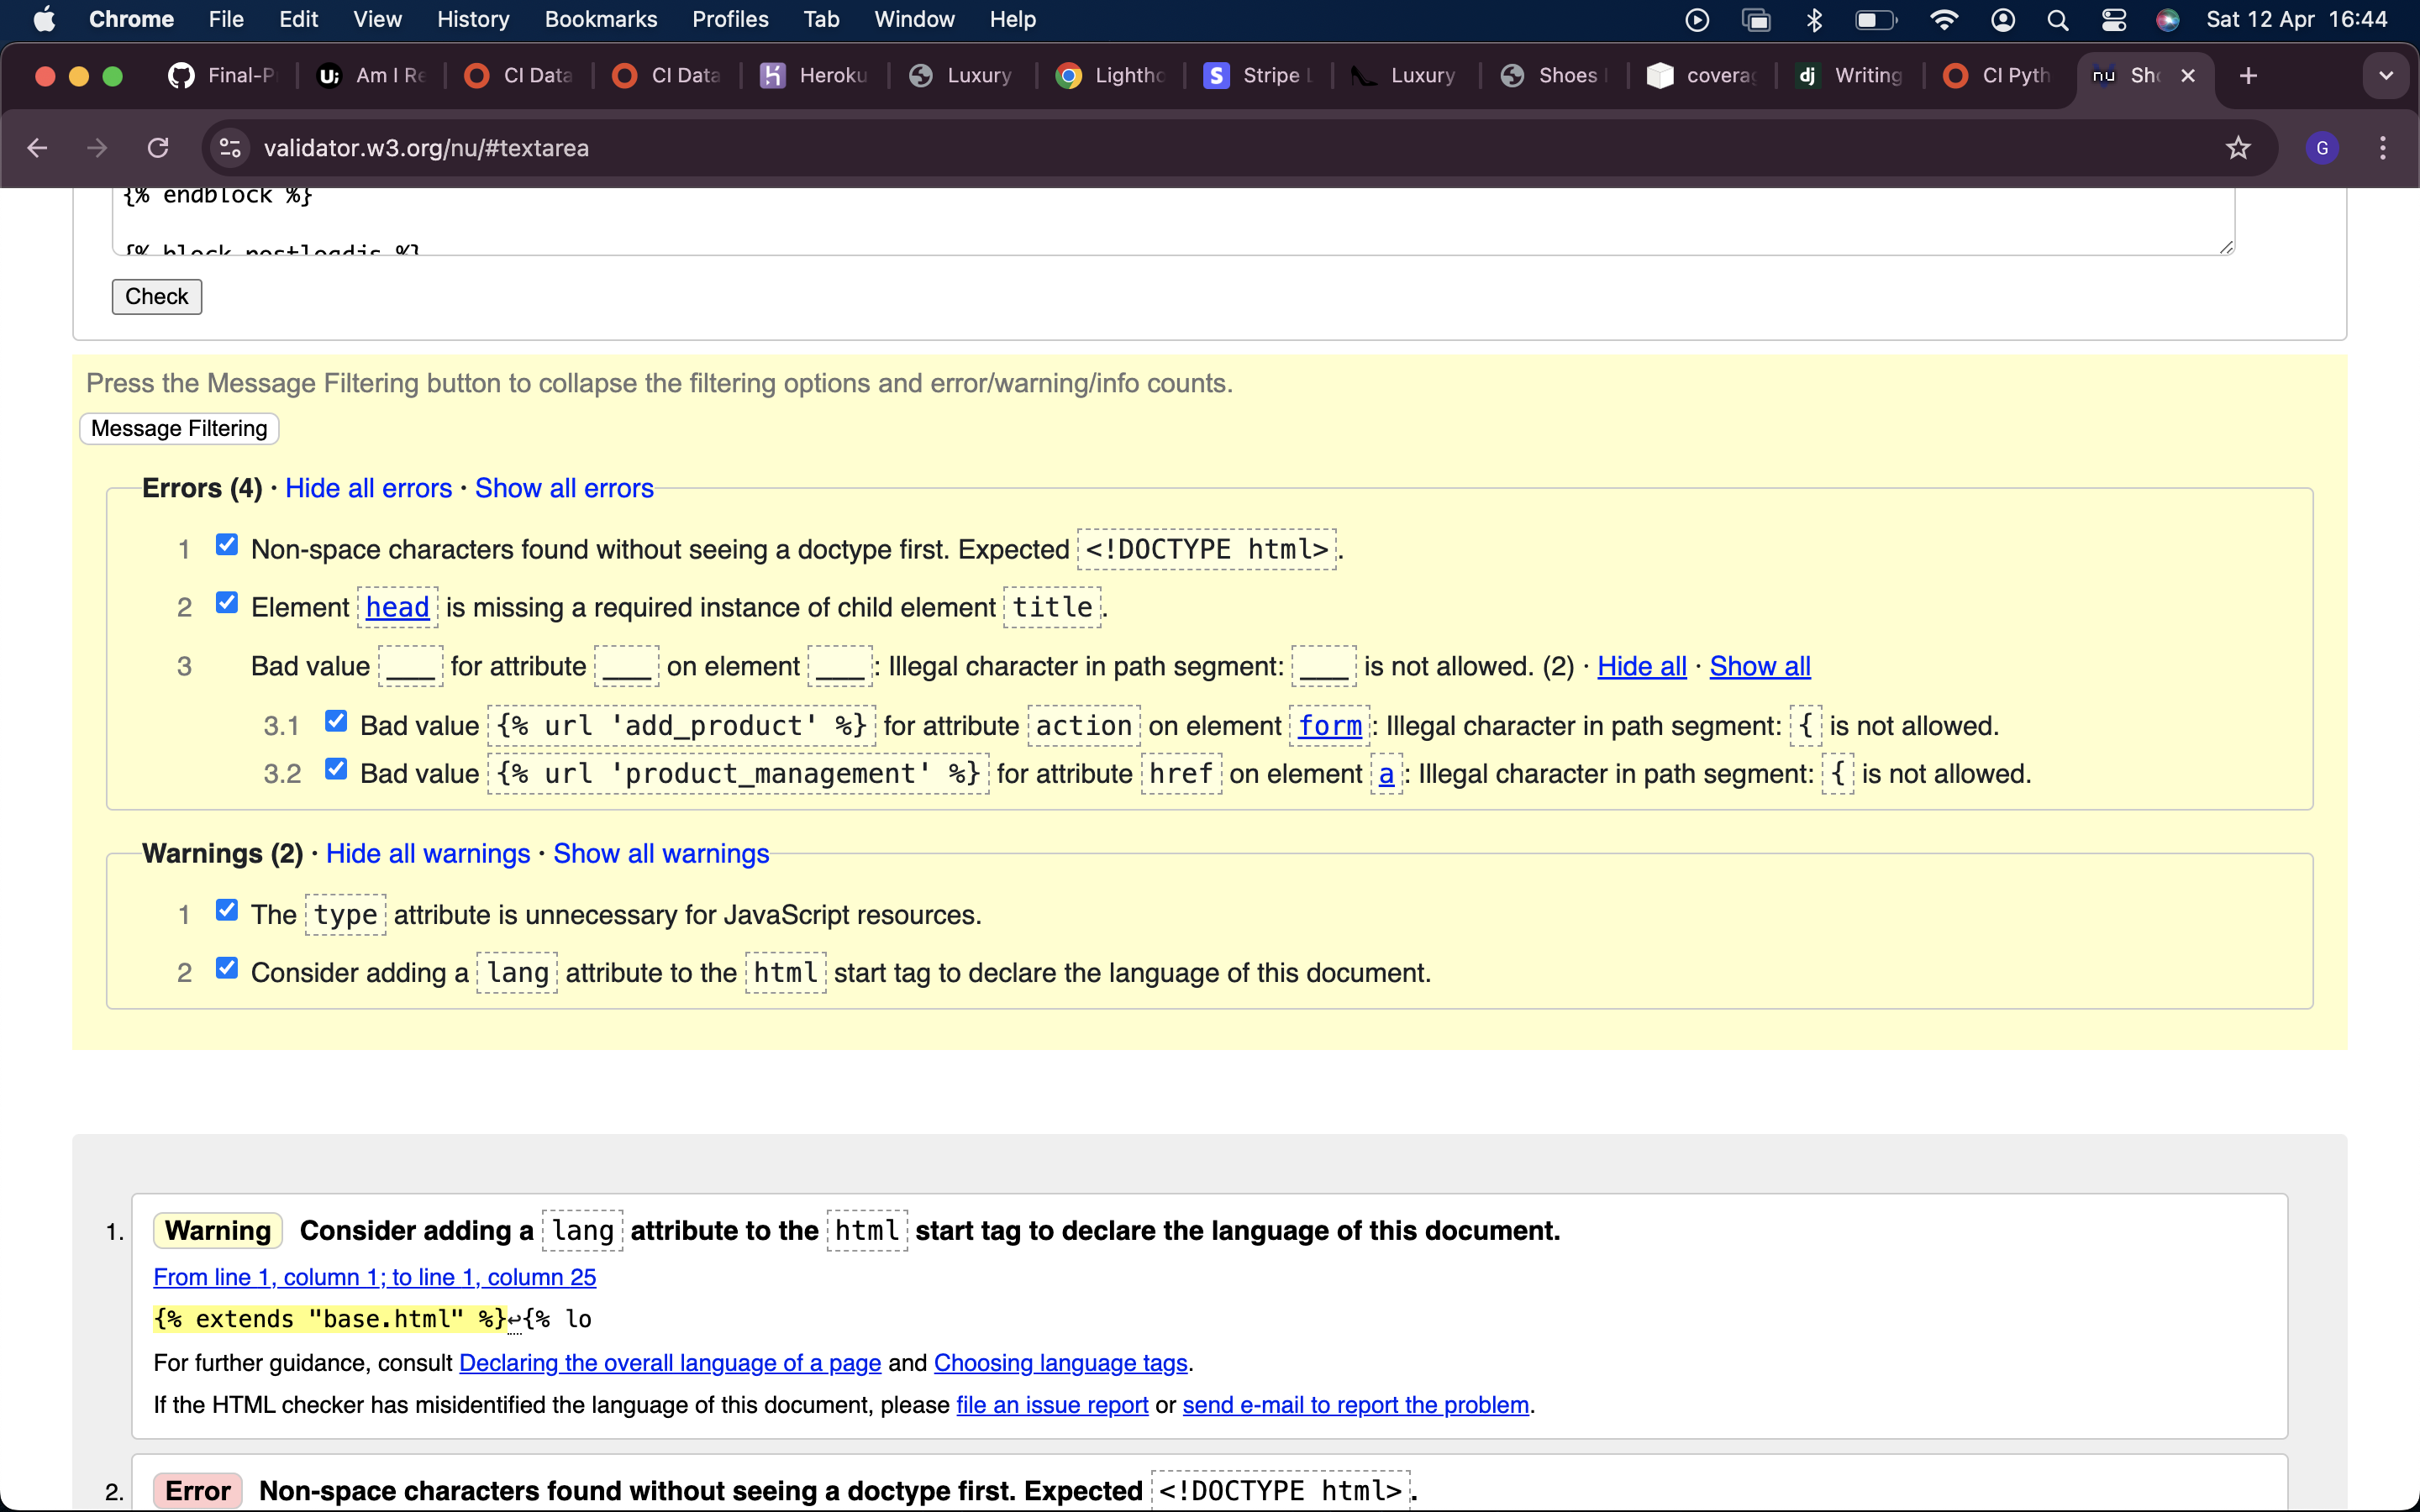 Chrome File Edit View History Bookmarks Profiles Tab Window Help Sat 12 Apr 16:44
Final-P Am I Re CI Data CI Data Heroku Luxury Lightho Stripe L Luxury Shoes coverag Writing CI Pyth Sho
validator.w3.org/nu/#textarea G
{% endblock %}
{% block postloadjs %}
Check
Press the Message Filtering button to collapse the filtering options and error/warning/info counts.
Message Filtering
Errors (4) · Hide all errors · Show all errors
1 Non-space characters found without seeing a doctype first. Expected <!DOCTYPE html>.
2 Element head is missing a required instance of child element title.
3 Bad value ___ for attribute ___ on element ___: Illegal character in path segment: ___ is not allowed. (2) · Hide all · Show all
3.1 Bad value {% url 'add_product' %} for attribute action on element form: Illegal character in path segment: { is not allowed.
3.2 Bad value {% url 'product_management' %} for attribute href on element a: Illegal character in path segment: { is not allowed.
Warnings (2) · Hide all warnings · Show all warnings
1 The type attribute is unnecessary for JavaScript resources.
2 Consider adding a lang attribute to the html start tag to declare the language of this document.
1. Warning Consider adding a lang attribute to the html start tag to declare the language of this document.
From line 1, column 1; to line 1, column 25
{% extends "base.html" %}↩{% lo
For further guidance, consult Declaring the overall language of a page and Choosing language tags.
If the HTML checker has misidentified the language of this document, please file an issue report or send e-mail to report the problem.
2. Error Non-space characters found without seeing a doctype first. Expected <!DOCTYPE html>.